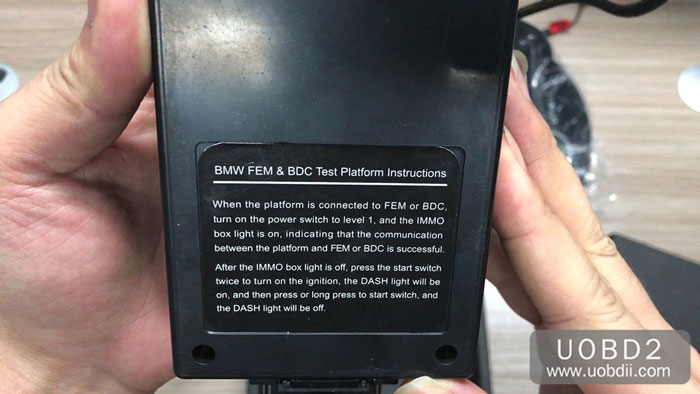 BMW FEM & BDC Test Platform Instructions
When the platform is connected to FEM or BDC,
turn on the power switch to level 1, and the IMMO
box light is on, indicating that the communication
between the platform and FEM or BDC is successful.
After the IMMO box light is off, press the start switch
twice to turn on the ignition, the DASH light will be
on, and then press or long press to start switch, and
the DASH light will be off.
UOBD2
www.uobdii.com